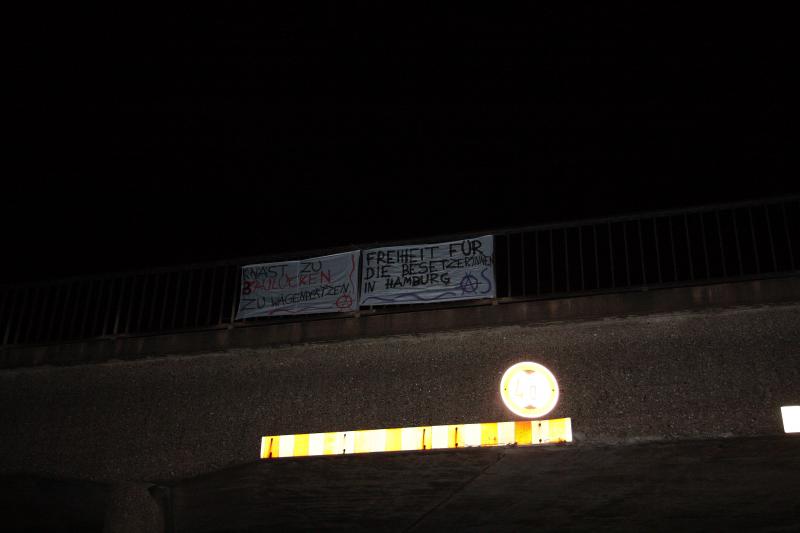 KNAST ZU
BAULÜCKEN
ZU WAGENPLÄTZEN
FREIHEIT FÜR
DIE BESETZERINNEN
IN HAMBURG